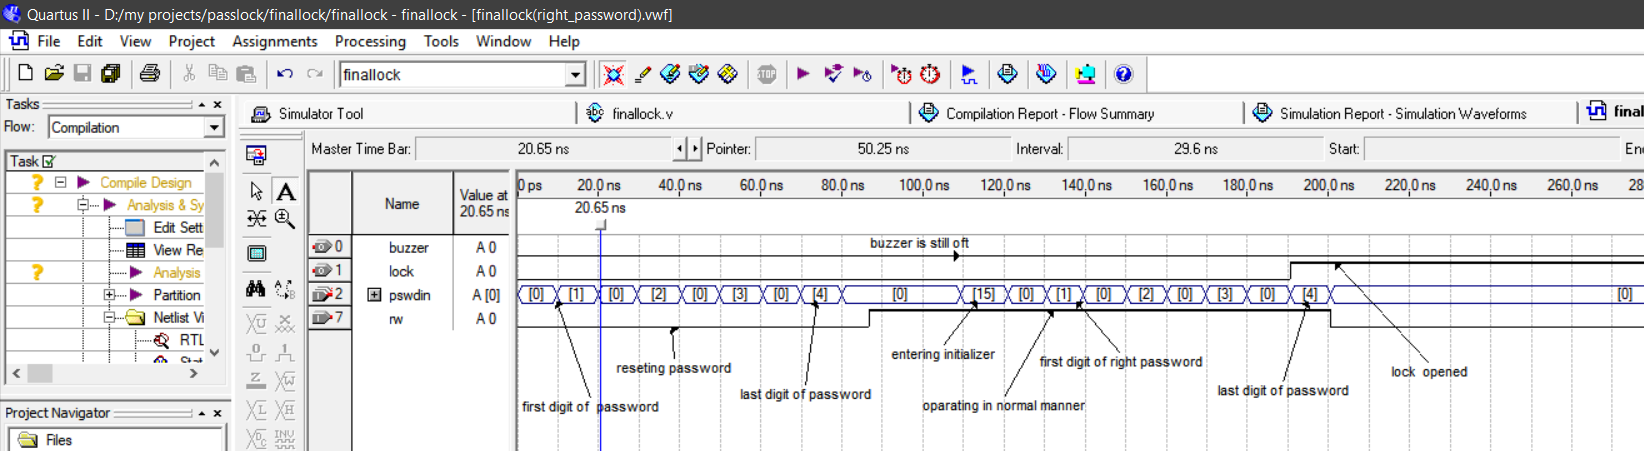 Quartus II - D:/my projects/passlock/finallock/finallock - finallock - [finallock(right_password).vwf]
File Edit View Project Assignments Processing Tools Window Help
finallock
STOP
Tasks
Flow: Compilation
Task
Compile Design
Analysis & Sy
Edit Sett
View Re
Analysis
Partition
Netlist Vi
RTL
Project Navigator
Files
Simulator Tool
finallock.v
Compilation Report - Flow Summary
Simulation Report - Simulation Waveforms
final
Master Time Bar: 20.65 ns Pointer: 50.25 ns Interval: 29.6 ns Start: En
Name
Value at
20.65 ns
0 ps 20.0 ns 40.0 ns 60.0 ns 80.0 ns 100.0 ns 120.0 ns 140.0 ns 160.0 ns 180.0 ns 200.0 ns 220.0 ns 240.0 ns 260.0 ns 28
20.65 ns
0 buzzer A 0
buzzer is still oft
1 lock A 0
2 pswdin A [0] [0] [1] [0] [2] [0] [3] [0] [4] [0] [15] [0] [1] [0] [2] [0] [3] [0] [4] [0]
7 rw A 0
reseting password
entering initializer
first digit of right password
lock opened
last digit of password
last digit of password
first digit of password
oparating in normal manner